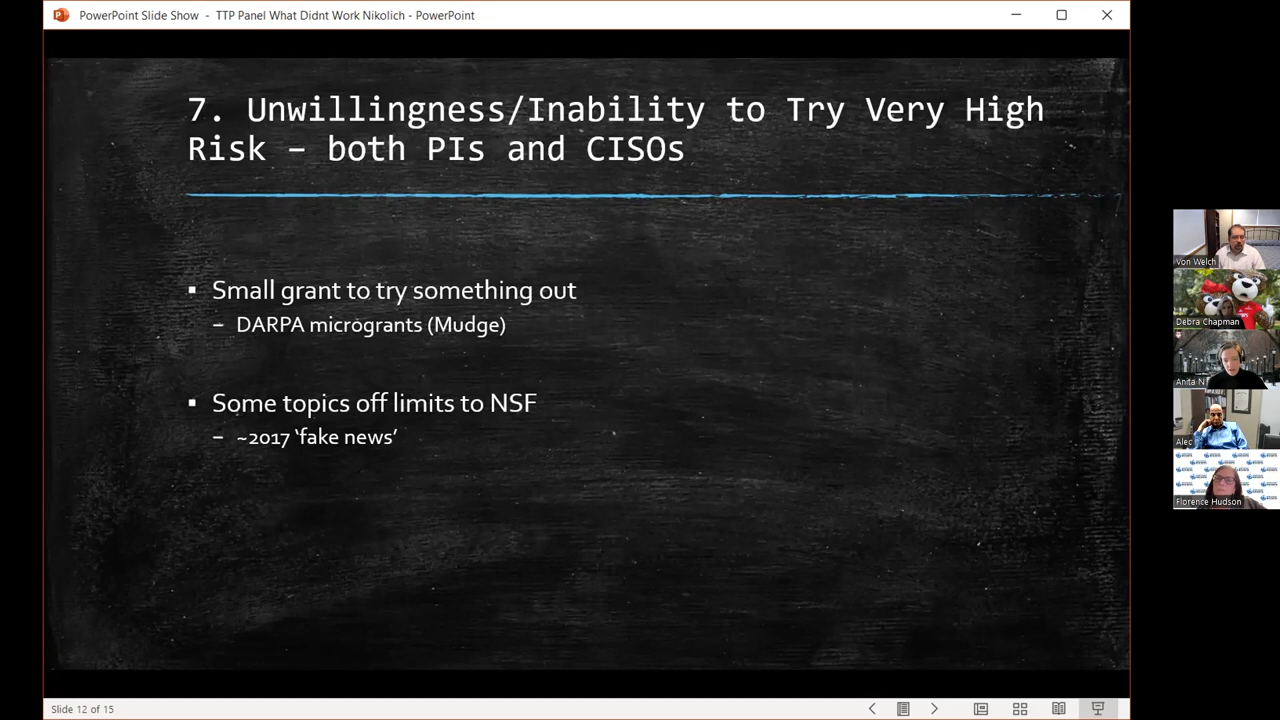 PowerPoint Slide Show - TTP Panel What Didnt Work Nikolich - PowerPoint
7. Unwillingness/Inability to Try Very High
Risk – both PIs and CISOs
▪ Small grant to try something out
– DARPA microgrants (Mudge)
▪ Some topics off limits to NSF
– ~2017 ‘fake news’
Von Welch
Debra Chapman
Anita N
Alec
Florence Hudson
Slide 12 of 15